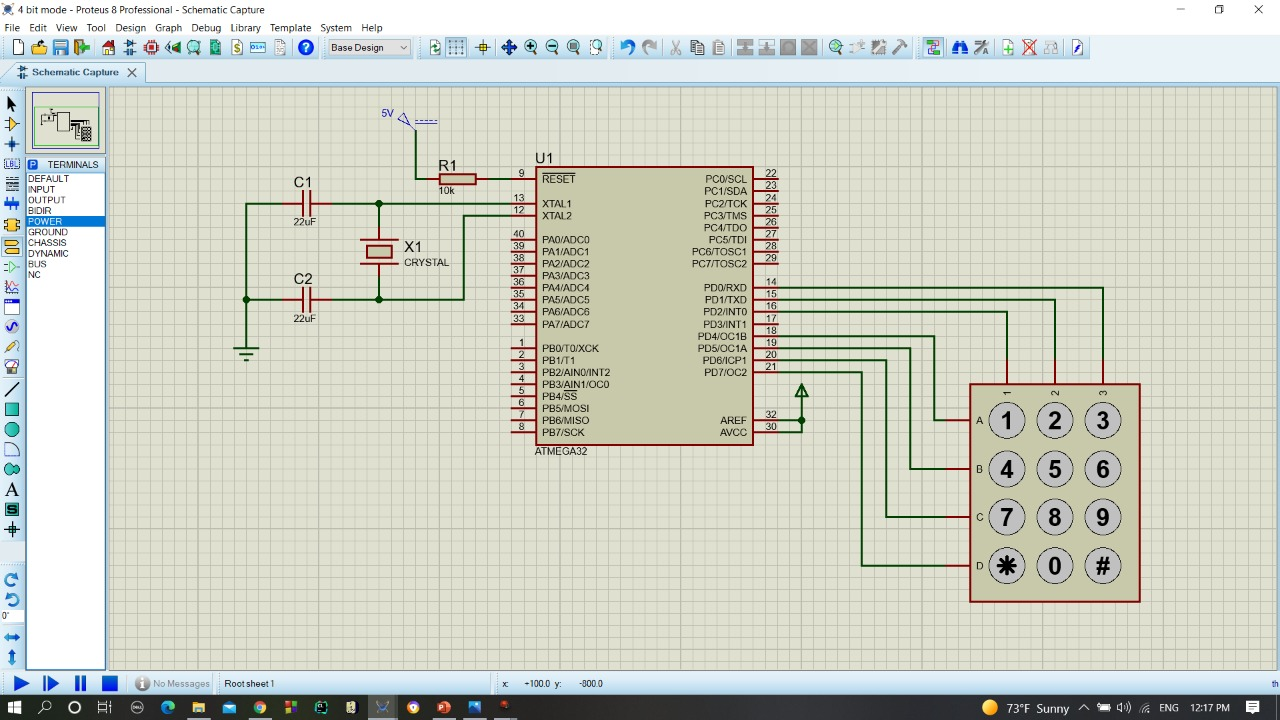 4 bit mode - Proteus 8 Professional - Schematic Capture
File Edit View Tool Design Graph Debug Library Template System Help
Base Design
Schematic Capture
P TERMINALS
DEFAULT
INPUT
OUTPUT
BIDIR
POWER
GROUND
CHASSIS
DYNAMIC
BUS
NC
LBL
A
S
0°
5V
R1
10k
C1
22uF
C2
22uF
X1
CRYSTAL
U1
9 RESET
13 XTAL1
12 XTAL2
40 PA0/ADC0
39 PA1/ADC1
38 PA2/ADC2
37 PA3/ADC3
36 PA4/ADC4
35 PA5/ADC5
34 PA6/ADC6
33 PA7/ADC7
1 PB0/T0/XCK
2 PB1/T1
3 PB2/AIN0/INT2
4 PB3/AIN1/OC0
5 PB4/SS
6 PB5/MOSI
7 PB6/MISO
8 PB7/SCK
PC0/SCL 22
PC1/SDA 23
PC2/TCK 24
PC3/TMS 25
PC4/TDO 26
PC5/TDI 27
PC6/TOSC1 28
PC7/TOSC2 29
PD0/RXD 14
PD1/TXD 15
PD2/INT0 16
PD3/INT1 17
PD4/OC1B 18
PD5/OC1A 19
PD6/ICP1 20
PD7/OC2 21
AREF 32
AVCC 30
ATMEGA32
1 2 3
A 1 2 3
B 4 5 6
C 7 8 9
D * 0 #
No Messages
Root sheet 1
x: +100.0 y: -800.0
th
73°F Sunny
ENG
12:17 PM